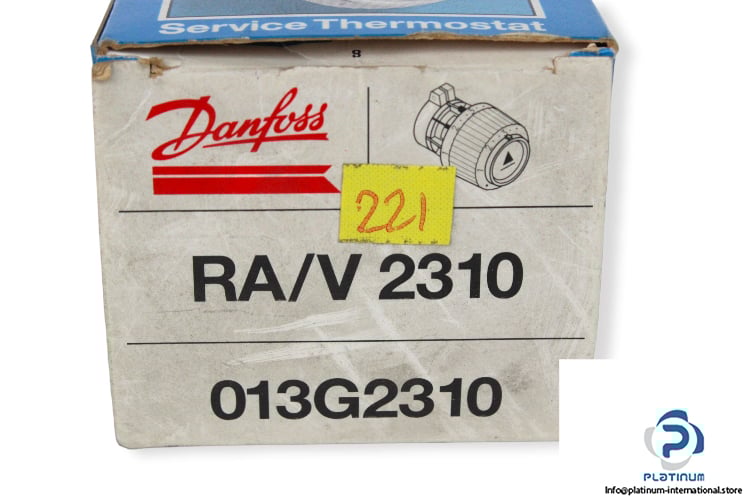 Service Thermostat
8
Danfoss
221
RA/V 2310
013G2310
P
PLATINUM
Info@platinum-international.store